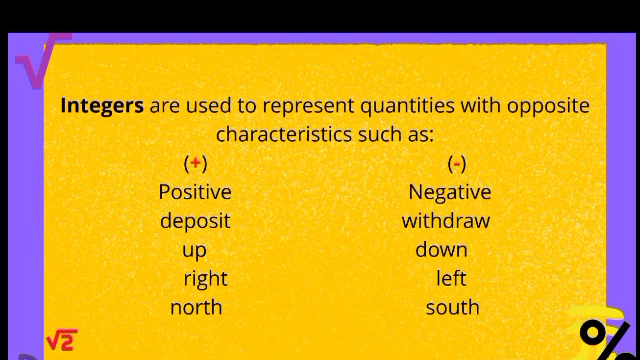 Integers are used to represent quantities with opposite
characteristics such as:
(+) (-)
Positive Negative
deposit withdraw
up down
right left
north south
√2
%